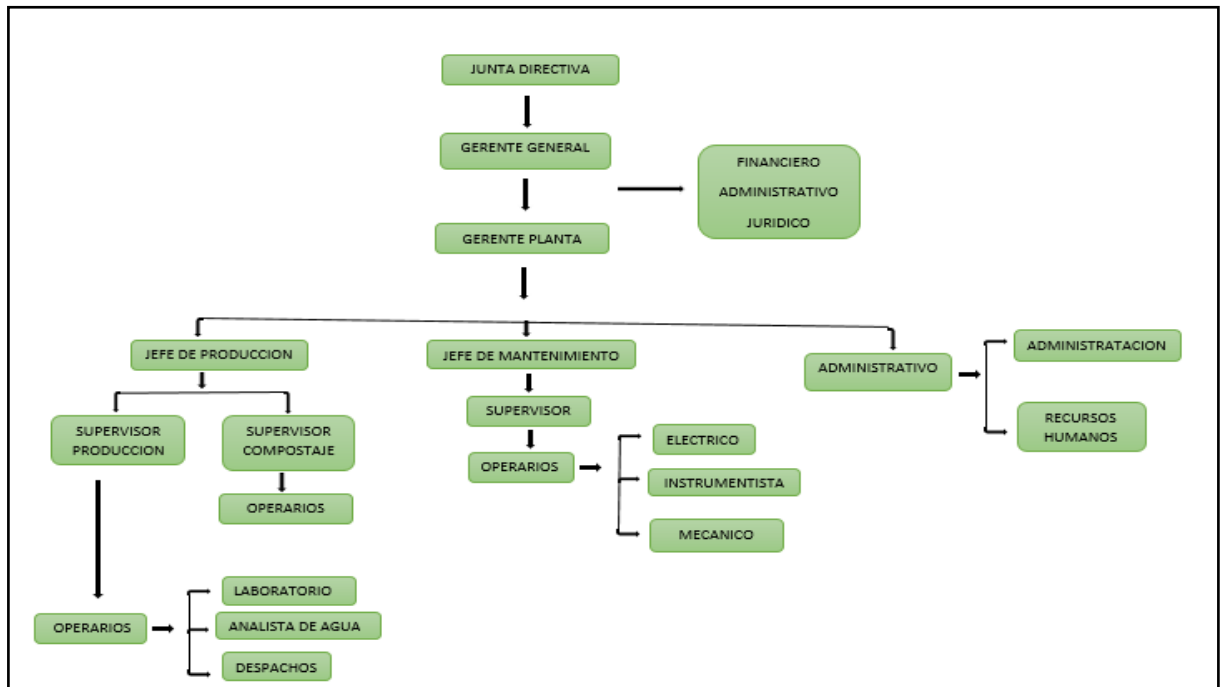 JUNTA DIRECTIVA
GERENTE GENERAL
FINANCIERO
ADMINISTRATIVO
JURIDICO
GERENTE PLANTA
JEFE DE PRODUCCION
JEFE DE MANTENIMIENTO
ADMINISTRATIVO
ADMINISTRATACION
SUPERVISOR
PRODUCCION
SUPERVISOR
COMPOSTAJE
SUPERVISOR
RECURSOS
HUMANOS
ELECTRICO
OPERARIOS
INSTRUMENTISTA
OPERARIOS
MECANICO
LABORATORIO
OPERARIOS
ANALISTA DE AGUA
DESPACHOS